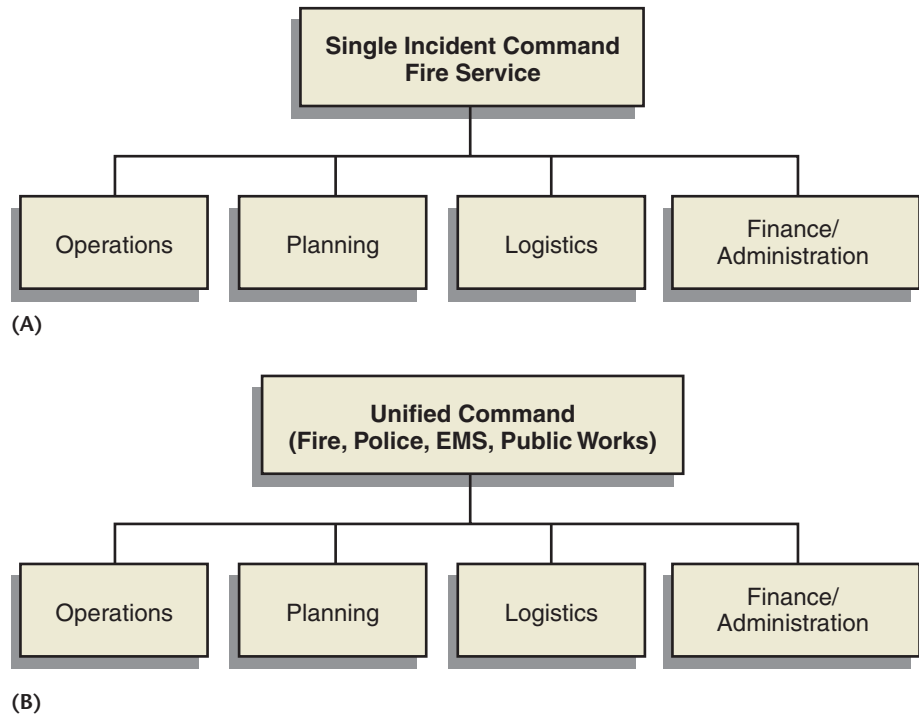 Single Incident Command
Fire Service
Operations
Planning
Logistics
Finance/
Administration
(A)
Unified Command
(Fire, Police, EMS, Public Works)
Operations
Planning
Logistics
Finance/
Administration
(B)